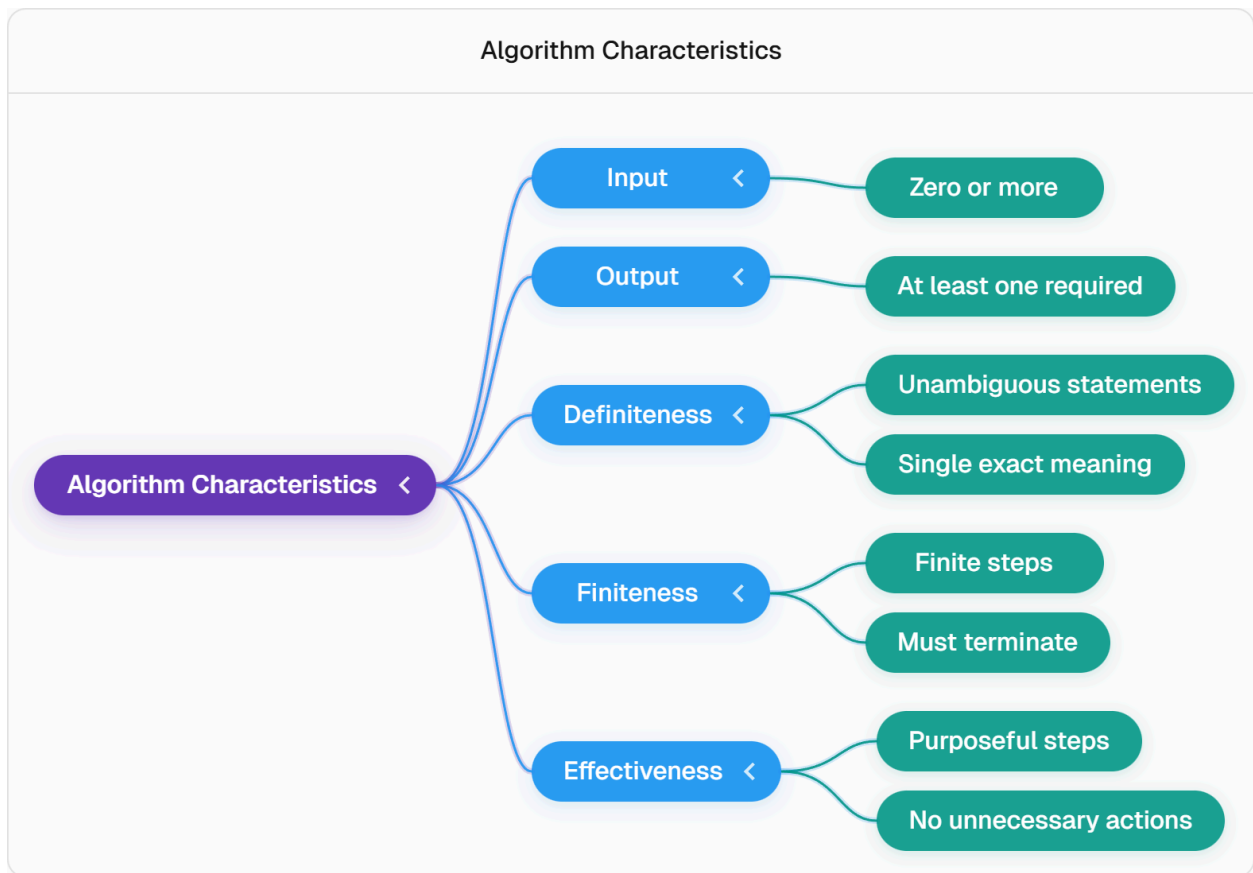 Algorithm Characteristics
Algorithm Characteristics
Input
Zero or more
Output
At least one required
Definiteness
Unambiguous statements
Single exact meaning
Finiteness
Finite steps
Must terminate
Effectiveness
Purposeful steps
No unnecessary actions